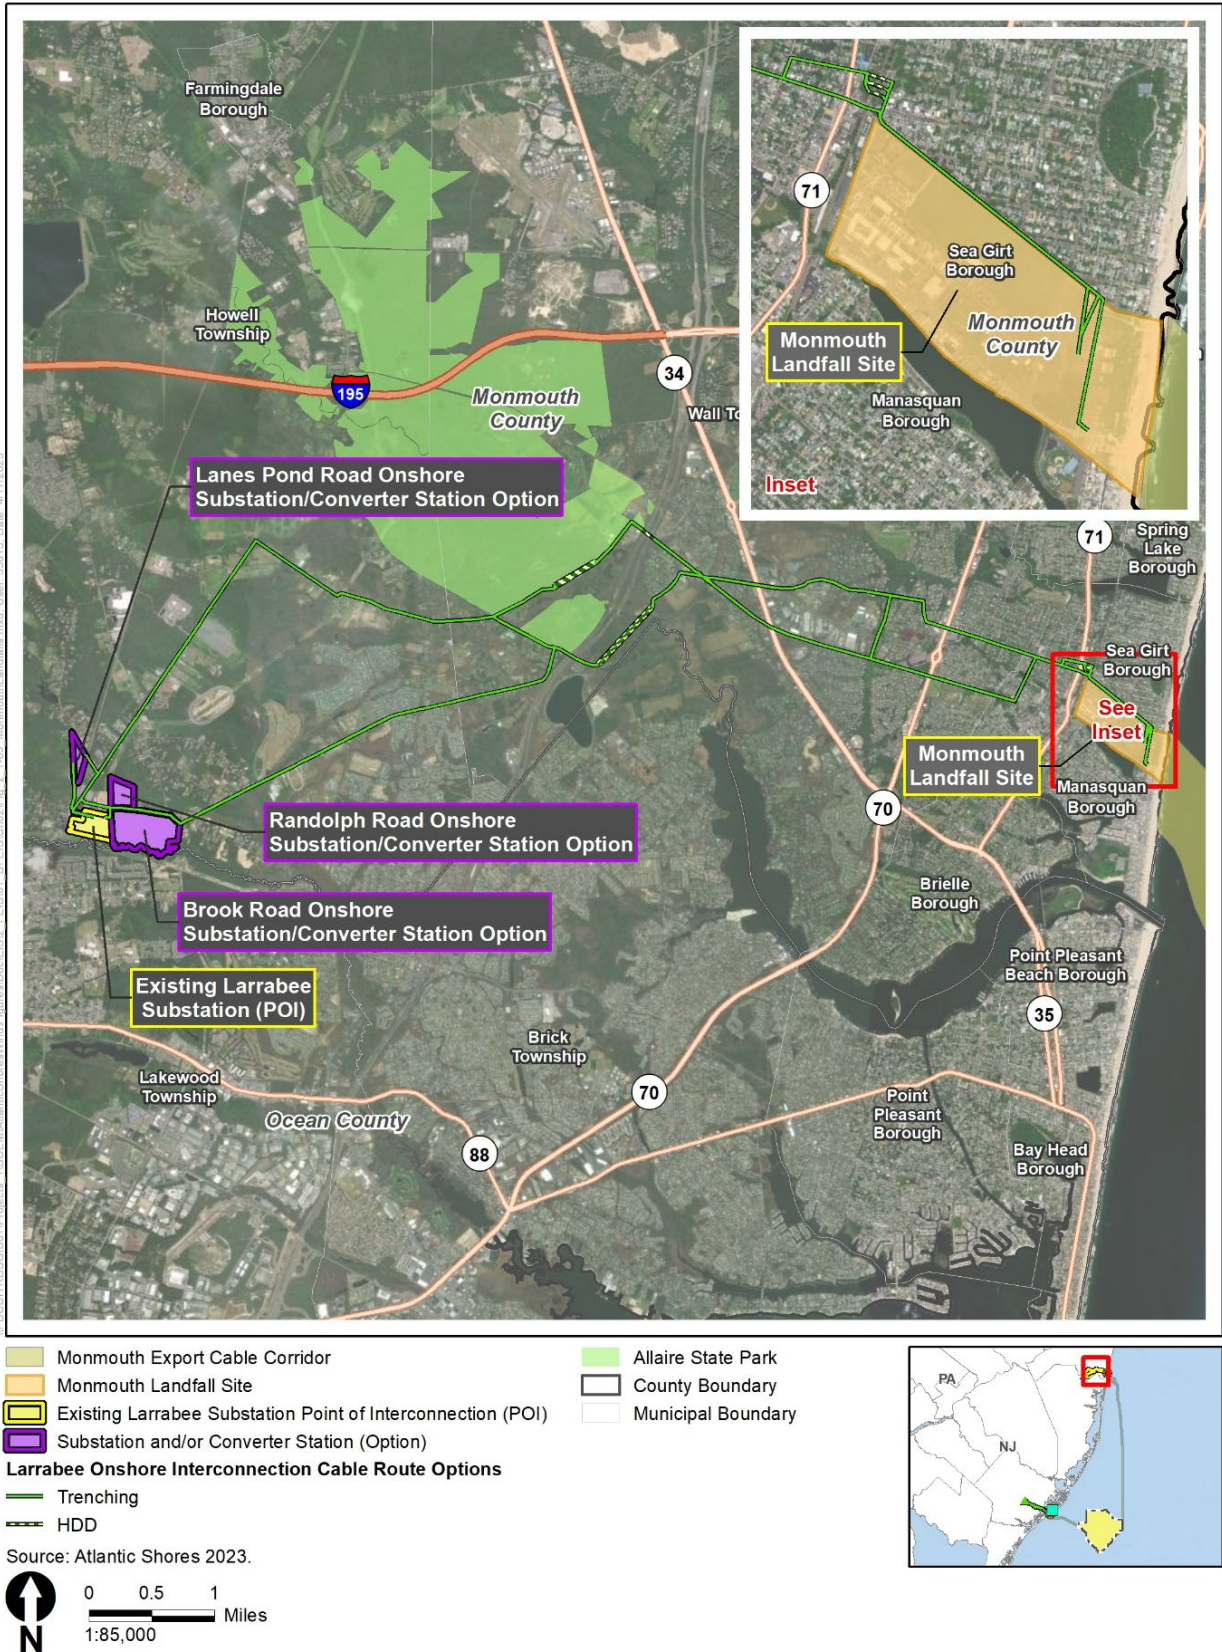 Farmingdale
Borough
71
Sea Girt
Borough
Monmouth
County
Monmouth
Landfall Site
Manasquan
Borough
Inset
Howell
Township
195
34
Monmouth
County
Wall To
Lanes Pond Road Onshore
Substation/Converter Station Option
71
Spring
Lake
Borough
Sea Girt
Borough
See
Inset
Monmouth
Landfall Site
Manasquan
Borough
70
Randolph Road Onshore
Substation/Converter Station Option
Brielle
Borough
Brook Road Onshore
Substation/Converter Station Option
Point Pleasant
Beach Borough
Existing Larrabee
Substation (POI)
35
Brick
Township
Lakewood
Township
70
Ocean County
Point
Pleasant
Borough
88
Bay Head
Borough
Monmouth Export Cable Corridor
Monmouth Landfall Site
Existing Larrabee Substation Point of Interconnection (POI)
Substation and/or Converter Station (Option)
Larrabee Onshore Interconnection Cable Route Options
Trenching
HDD
Allaire State Park
County Boundary
Municipal Boundary
PA
NJ
Source: Atlantic Shores 2023.
N
0 0.5 1
Miles
1:85,000